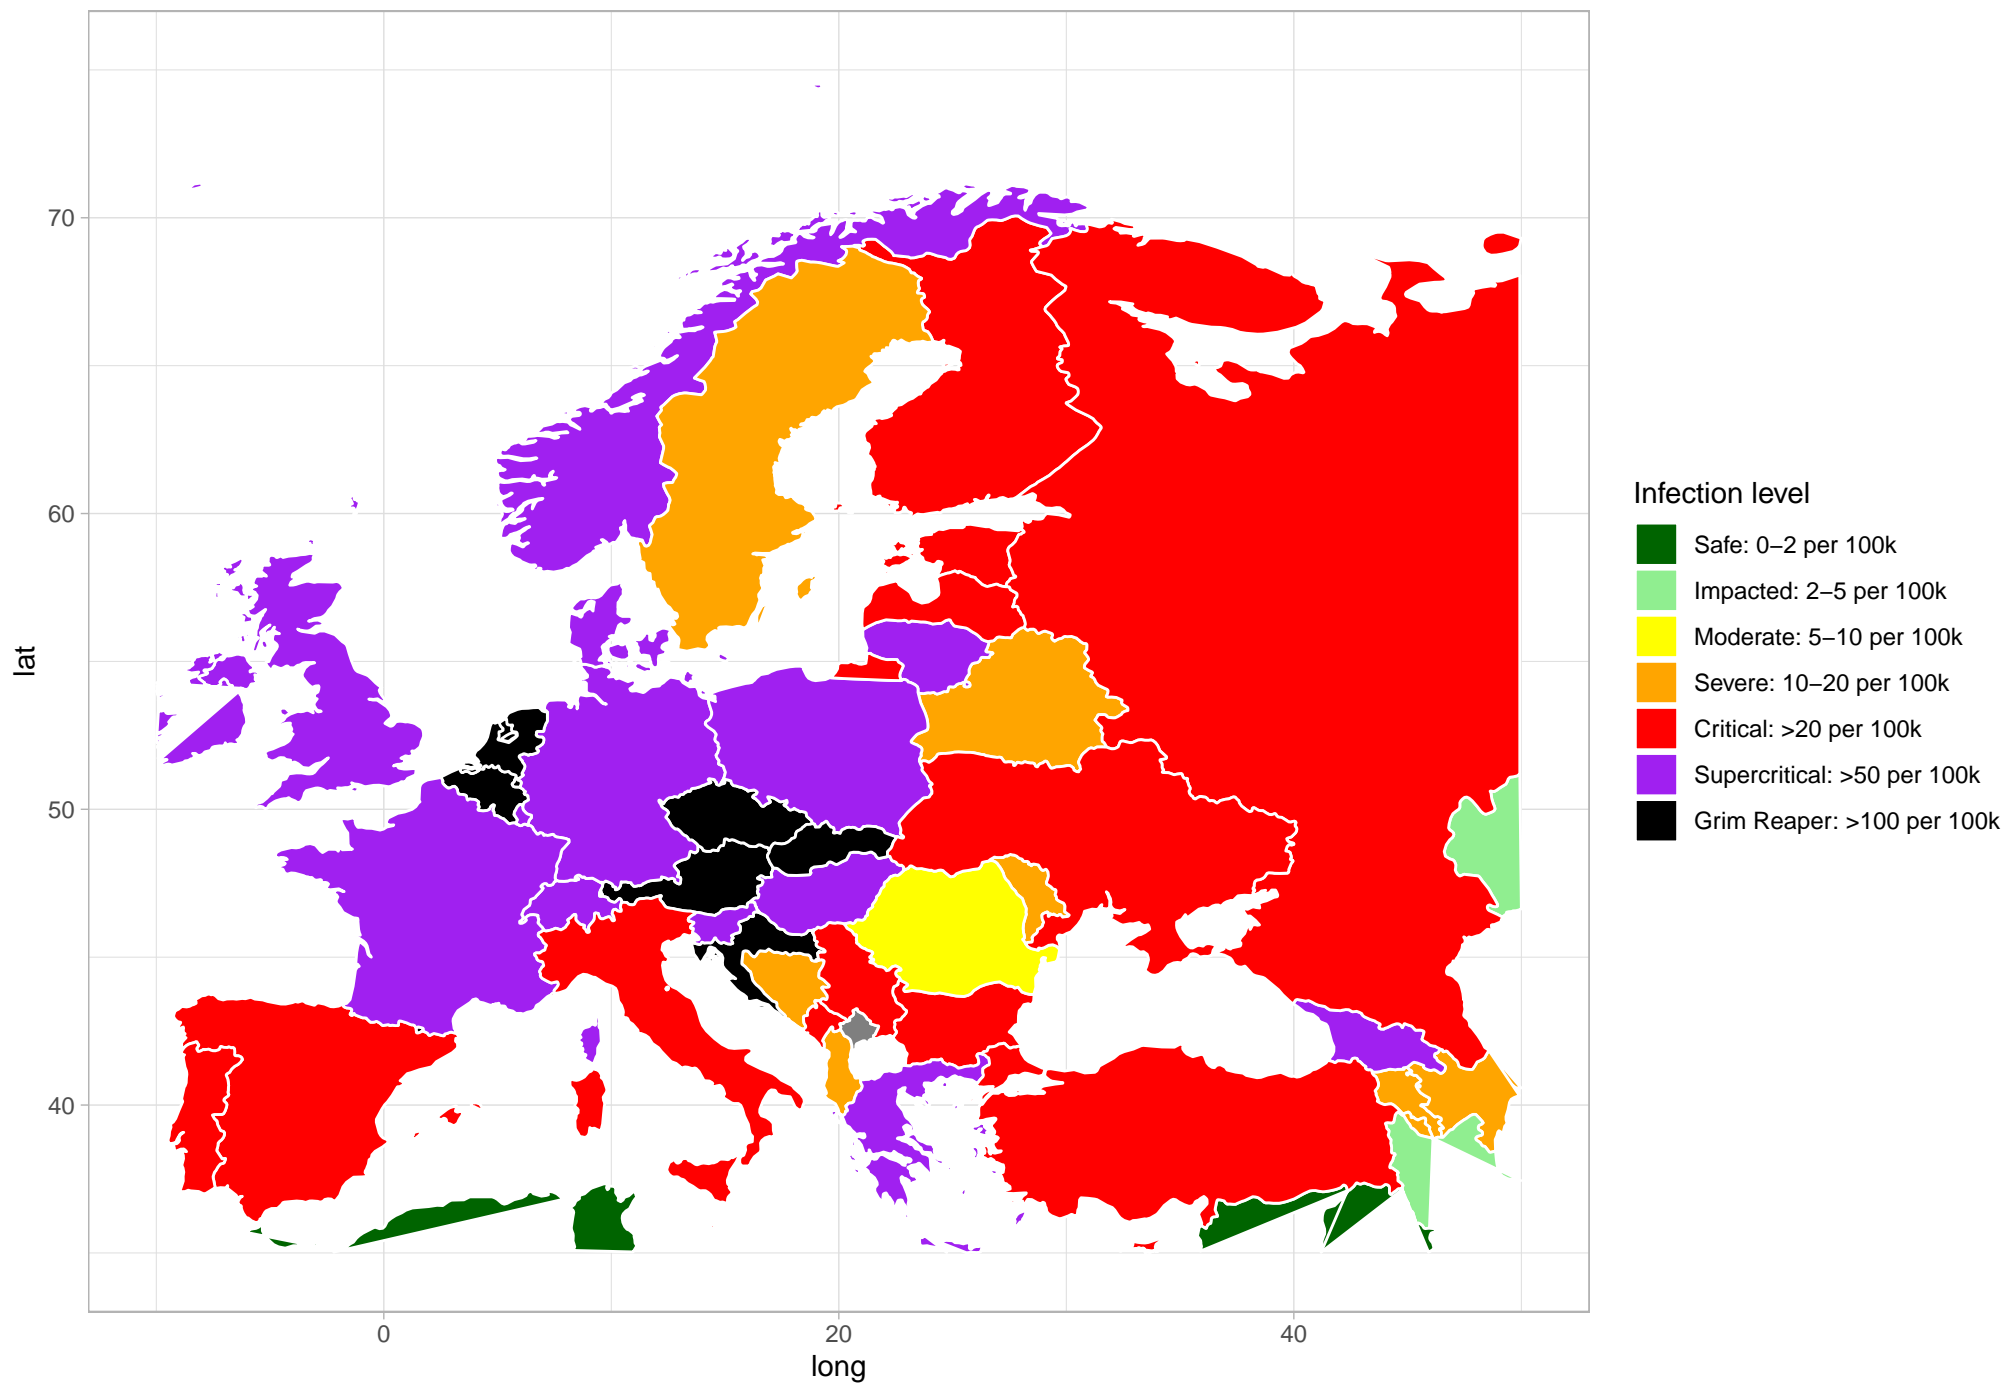 70
60
50
40
lat
0
20
40
long
Infection level
Safe: 0−2 per 100k
Impacted: 2−5 per 100k
Moderate: 5−10 per 100k
Severe: 10−20 per 100k
Critical: >20 per 100k
Supercritical: >50 per 100k
Grim Reaper: >100 per 100k